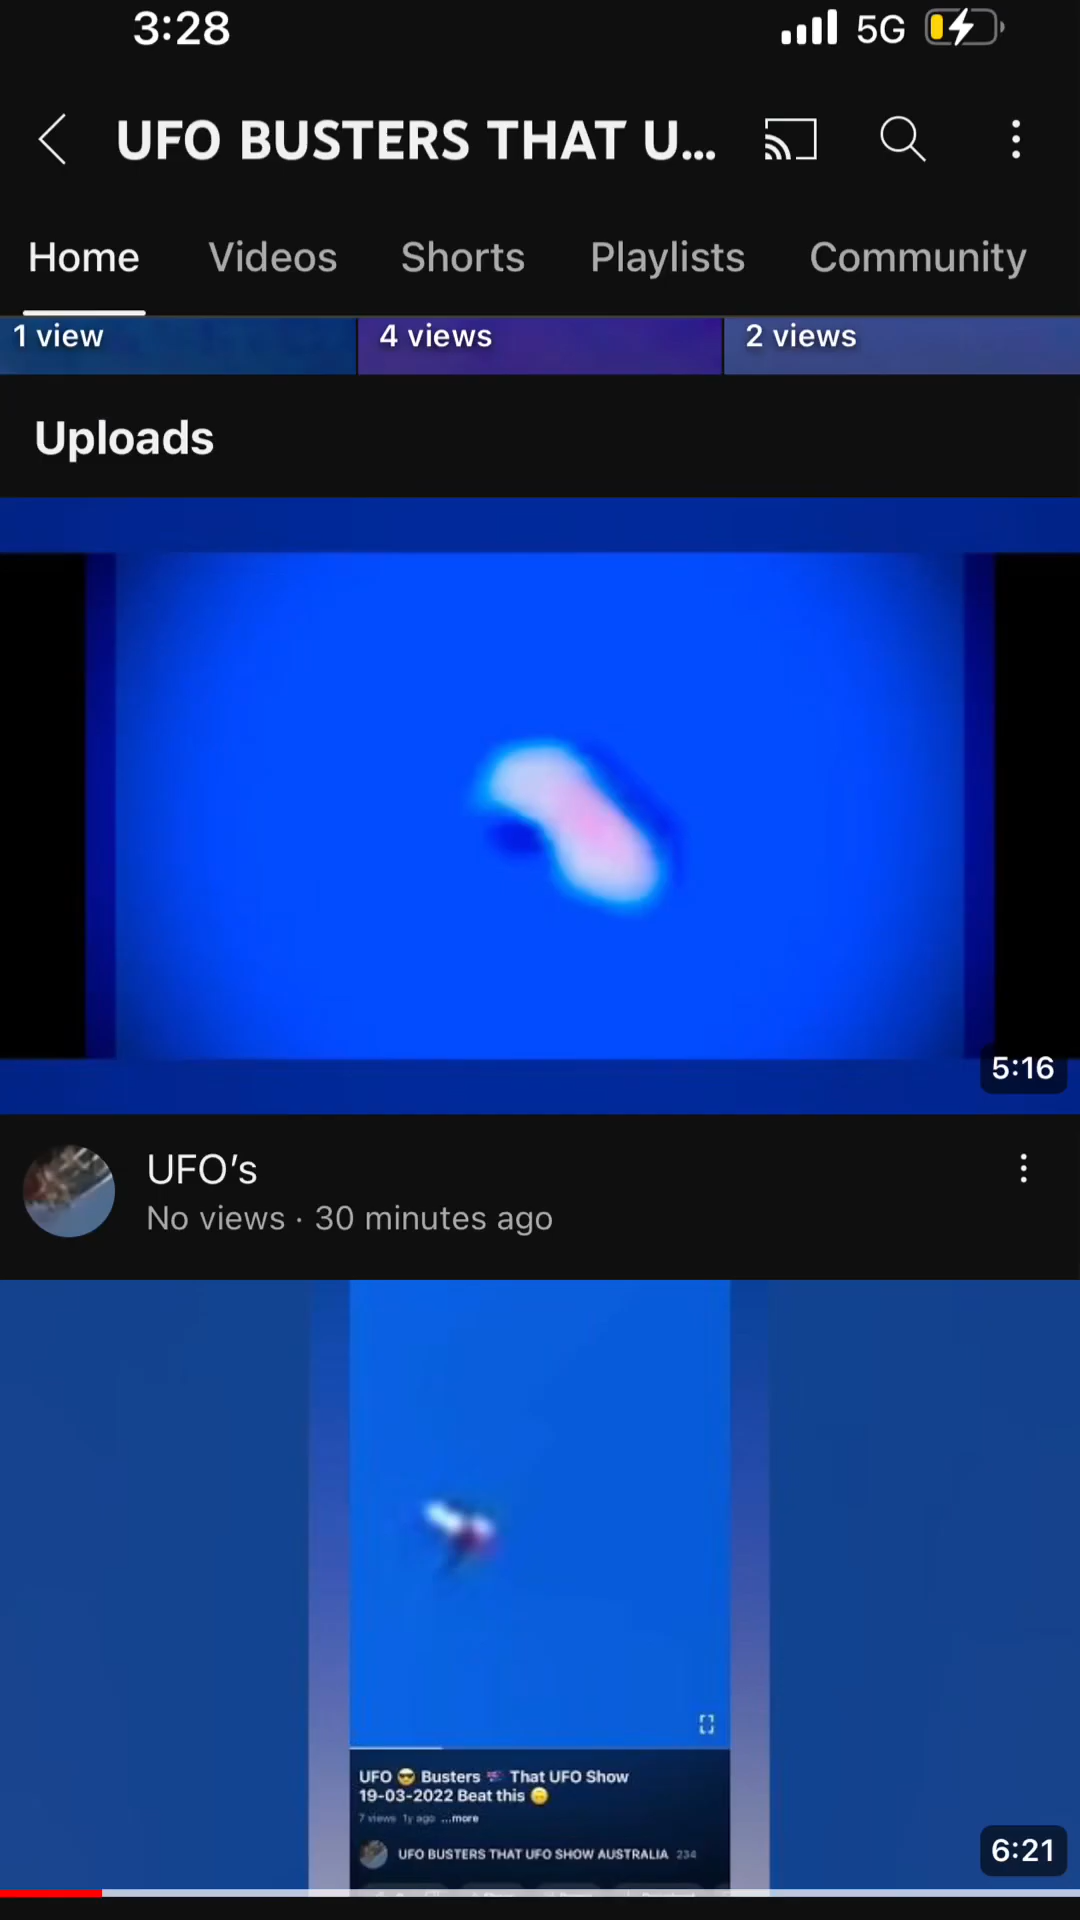 3:28
5G
UFO BUSTERS THAT U...
Home Videos Shorts Playlists Community
1 view 4 views 2 views
Uploads
5:16
UFO’s
No views · 30 minutes ago
UFO 😎 Busters 🇦🇺 That UFO Show
19-03-2022 Beat this 🙃
7 views 1y ago ...more
UFO BUSTERS THAT UFO SHOW AUSTRALIA 234
6:21